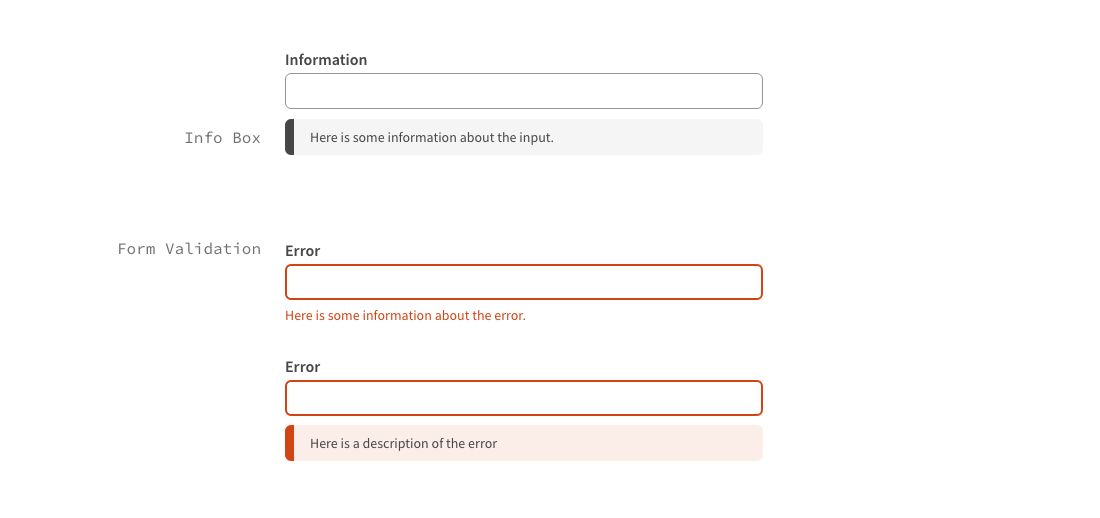 Information
Info Box
Here is some information about the input.
Form Validation
Error
Here is some information about the error.
Error
Here is a description of the error